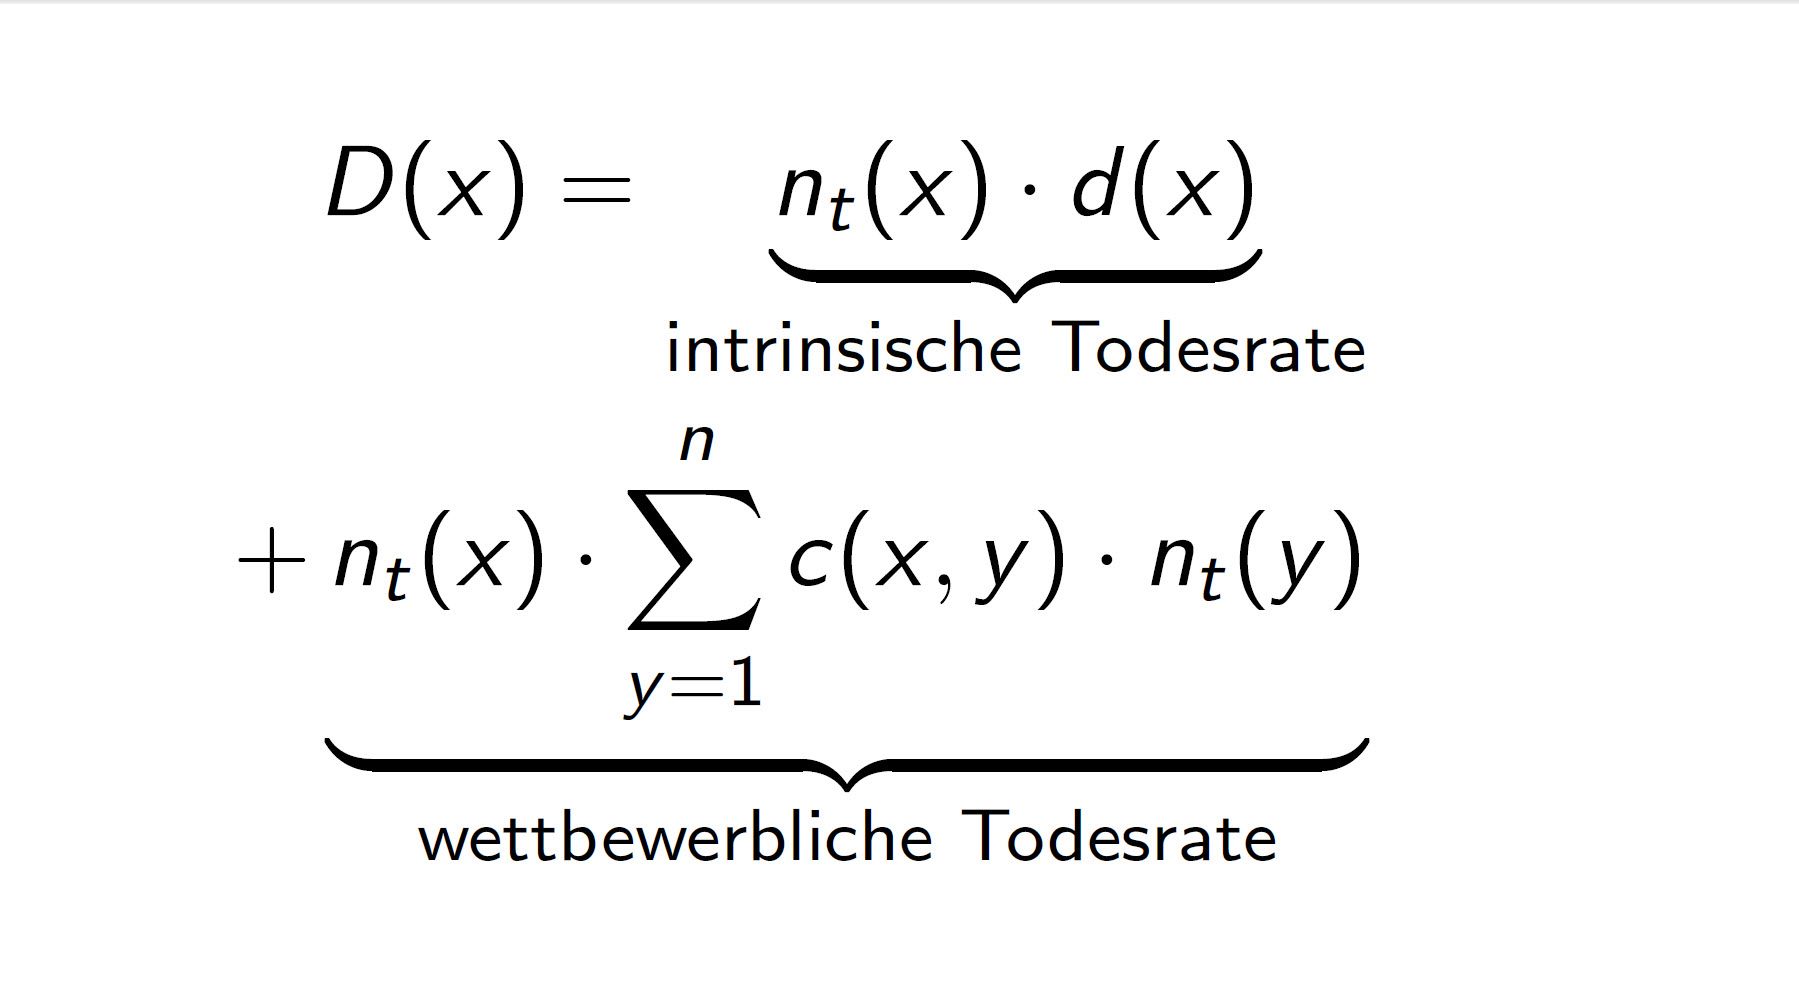 D(x) = n_t(x) · d(x)
intrinsische Todesrate
n
+ n_t(x) · ∑ c(x, y) · n_t(y)
y=1
wettbewerbliche Todesrate